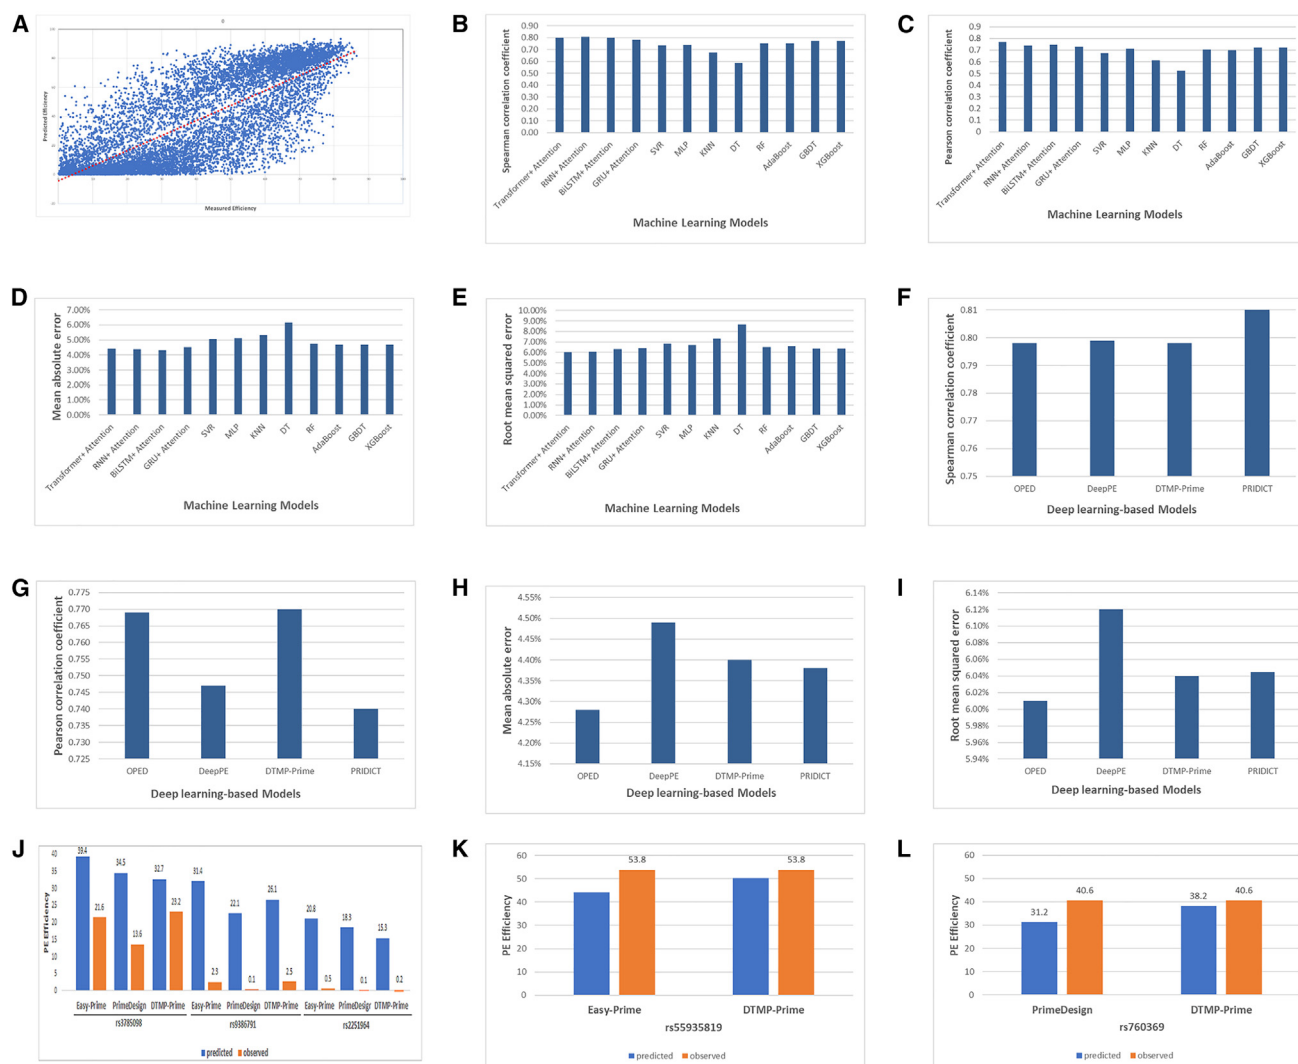 A
0
100
80
60
40
20
0
-20
20
40
60
80
100
Predicted Efficiency
Measured Efficiency
B
Spearman correlation coefficient
0.90
0.80
0.70
0.60
0.50
0.40
0.30
0.20
0.10
0.00
Transformer+ Attention
RNN+ Attention
BiLSTM+ Attention
GRU+ Attention
SVR
MLP
KNN
DT
RF
AdaBoost
GBDT
XGBoost
Machine Learning Models
C
Pearson correlation coefficient
0.9
0.8
0.7
0.6
0.5
0.4
0.3
0.2
0.1
0
Transformer+ Attention
RNN+ Attention
BiLSTM+ Attention
GRU+ Attention
SVR
MLP
KNN
DT
RF
AdaBoost
GBDT
XGBoost
Machine Learning Models
D
Mean absolute error
7.00%
6.00%
5.00%
4.00%
3.00%
2.00%
1.00%
0.00%
Transformer+ Attention
RNN+ Attention
BiLSTM+ Attention
GRU+ Attention
SVR
MLP
KNN
DT
RF
AdaBoost
GBDT
XGBoost
Machine Learning Models
E
Root mean squared error
10.00%
9.00%
8.00%
7.00%
6.00%
5.00%
4.00%
3.00%
2.00%
1.00%
0.00%
Transformer+ Attention
RNN+ Attention
BiLSTM+ Attention
GRU+ Attention
SVR
MLP
KNN
DT
RF
AdaBoost
GBDT
XGBoost
Machine Learning Models
F
Spearman correlation coefficient
0.81
0.80
0.79
0.78
0.77
0.76
0.75
OPED DeepPE DTMP-Prime PRIDICT
Deep learning-based Models
G
Pearson correlation coefficient
0.775
0.770
0.765
0.760
0.755
0.750
0.745
0.740
0.735
0.730
0.725
OPED DeepPE DTMP-Prime PRIDICT
Deep learning-based Models
H
Mean absolute error
4.55%
4.50%
4.45%
4.40%
4.35%
4.30%
4.25%
4.20%
4.15%
OPED DeepPE DTMP-Prime PRIDICT
Deep learning-based Models
I
Root mean squared error
6.14%
6.12%
6.10%
6.08%
6.06%
6.04%
6.02%
6.00%
5.98%
5.96%
5.94%
OPED DeepPE DTMP-Prime PRIDICT
Deep learning-based Models
J
PE Efficiency
40
35
30
25
20
15
10
5
0
39.4 21.6 34.5 13.6 32.7 23.2 31.4 2.3 22.1 0.1 26.1 2.5 20.8 0.5 18.3 0.1 15.3 0.2
Easy-Prime PrimeDesign DTMP-Prime Easy-Prime PrimeDesign DTMP-Prime Easy-Prime PrimeDesigr DTMP-Prime
rs3785098 rs9386791 rs2251964
predicted observed
K
PE Efficiency
60
50
40
30
20
10
0
53.8 53.8
Easy-Prime DTMP-Prime
rs55935819
predicted observed
L
PE Efficiency
60
50
40
30
20
10
0
31.2 40.6 38.2 40.6
PrimeDesign DTMP-Prime
rs760369
predicted observed